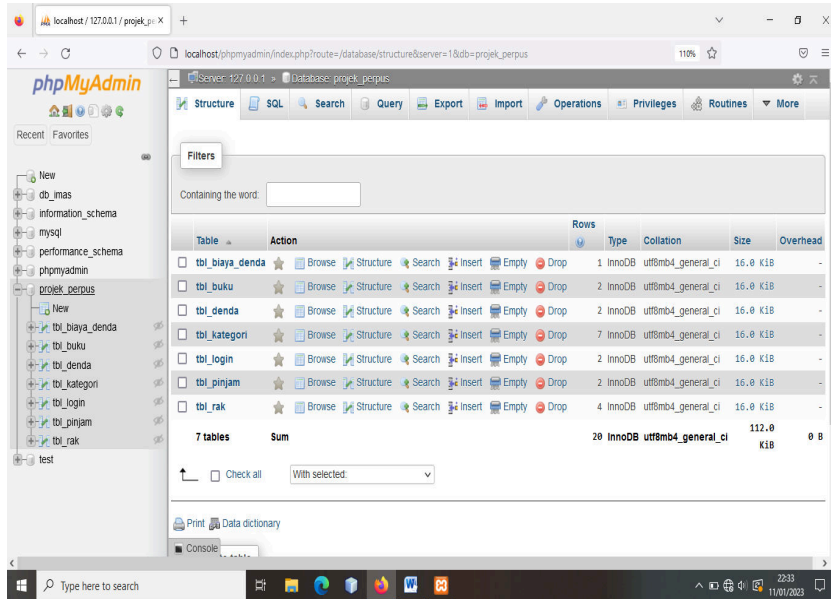 localhost / 127.0.0.1 / projek_pe
localhost/phpmyadmin/index.php?route=/database/structure&server=1&db=projek_perpus
110%
phpMyAdmin
Recent Favorites
New
db_imas
information_schema
mysql
performance_schema
phpmyadmin
projek_perpus
New
tbl_biaya_denda
tbl_buku
tbl_denda
tbl_kategori
tbl_login
tbl_pinjam
tbl_rak
test
Server: 127.0.0.1 » Database: projek_perpus
Structure SQL Search Query Export Import Operations Privileges Routines More
Filters
Containing the word:
Table Action Rows Type Collation Size Overhead
tbl_biaya_denda Browse Structure Search Insert Empty Drop 1 InnoDB utf8mb4_general_ci 16.0 KiB -
tbl_buku Browse Structure Search Insert Empty Drop 2 InnoDB utf8mb4_general_ci 16.0 KiB -
tbl_denda Browse Structure Search Insert Empty Drop 2 InnoDB utf8mb4_general_ci 16.0 KiB -
tbl_kategori Browse Structure Search Insert Empty Drop 7 InnoDB utf8mb4_general_ci 16.0 KiB -
tbl_login Browse Structure Search Insert Empty Drop 2 InnoDB utf8mb4_general_ci 16.0 KiB -
tbl_pinjam Browse Structure Search Insert Empty Drop 2 InnoDB utf8mb4_general_ci 16.0 KiB -
tbl_rak Browse Structure Search Insert Empty Drop 4 InnoDB utf8mb4_general_ci 16.0 KiB -
7 tables Sum 20 InnoDB utf8mb4_general_ci 112.0 KiB 0 B
Check all With selected:
Print Data dictionary
Console
Type here to search
22:33
11/01/2023